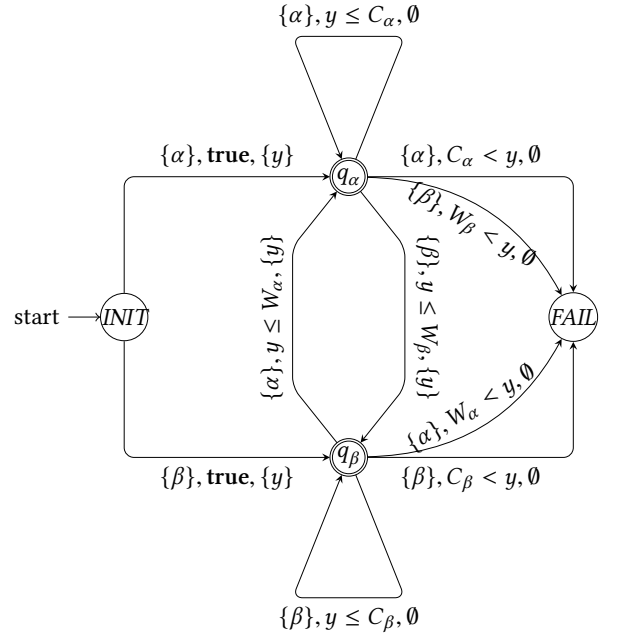 {α}, y ≤ C_α, ∅
{α}, true, {y}
q_α
{α}, C_α < y, ∅
{β}, W_β < y, ∅
{α}, y ≤ W_α, {y}
{β}, y ≤ W_β, {y}
start
INIT
FAIL
{α}, W_α < y, ∅
q_β
{β}, true, {y}
{β}, C_β < y, ∅
{β}, y ≤ C_β, ∅